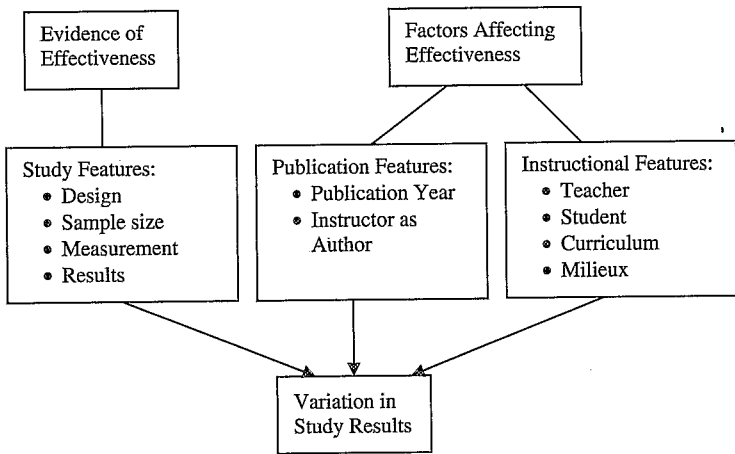 Evidence of
Effectiveness
Factors Affecting
Effectiveness
Study Features:
• Design
• Sample size
• Measurement
• Results
Publication Features:
• Publication Year
• Instructor as
Author
Instructional Features:
• Teacher
• Student
• Curriculum
• Milieux
Variation in
Study Results